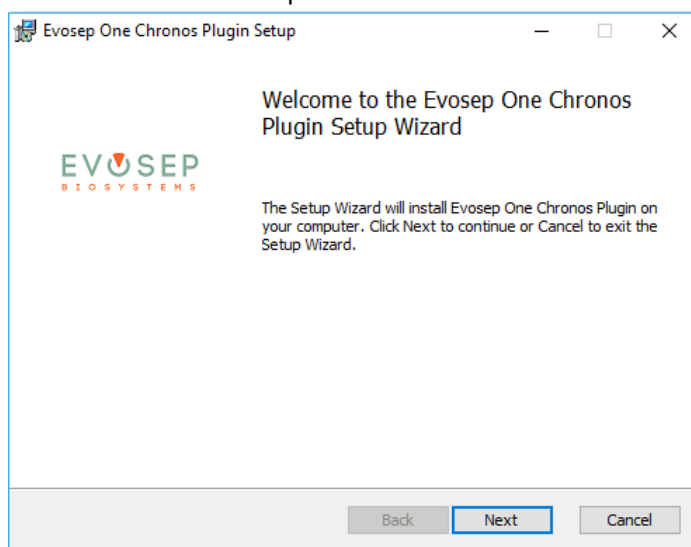 Evosep One Chronos Plugin Setup
Welcome to the Evosep One Chronos
Plugin Setup Wizard
EVOSEP
BIOSYSTEMS
The Setup Wizard will install Evosep One Chronos Plugin on
your computer. Click Next to continue or Cancel to exit the
Setup Wizard.
Back Next Cancel